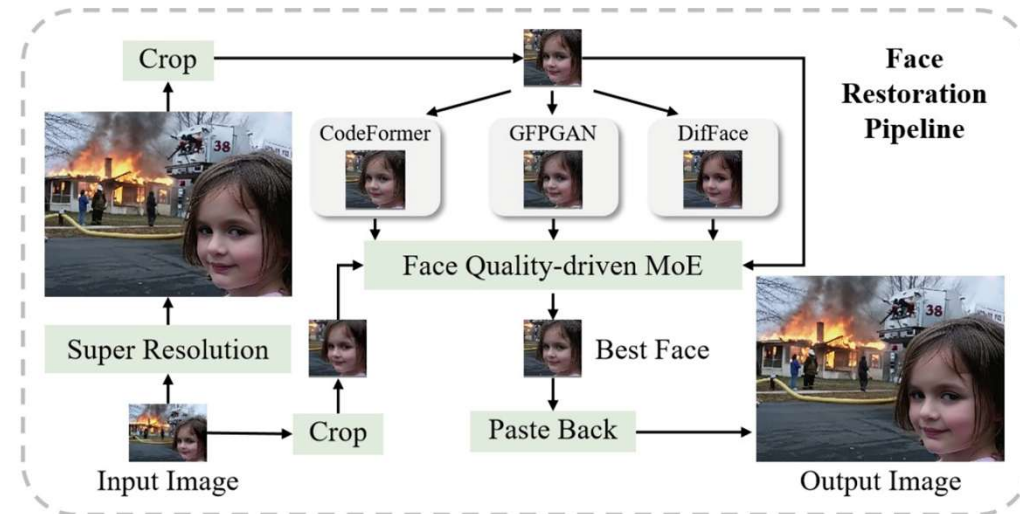 Crop
Face
Restoration
Pipeline
CodeFormer
GFPGAN
DifFace
38
Face Quality-driven MoE
Super Resolution
Best Face
38
Crop
Paste Back
Input Image
Output Image